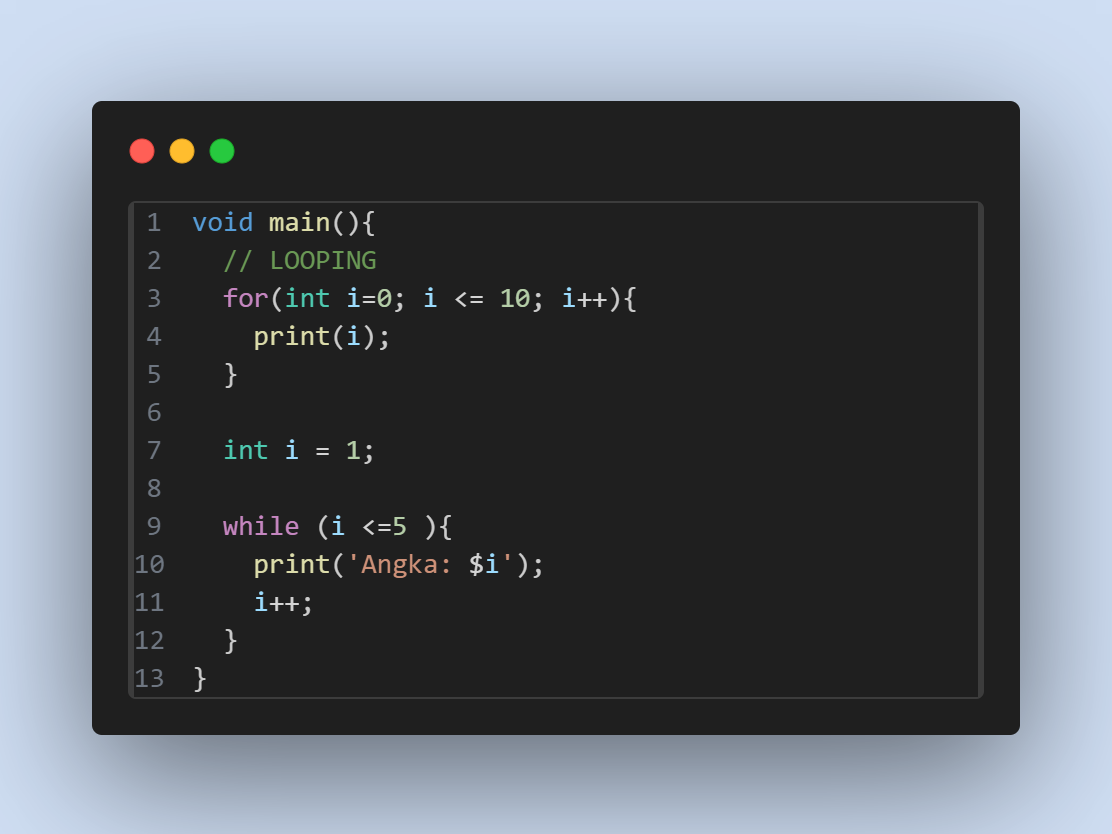 1 void main(){
2   // LOOPING
3   for(int i=0; i <= 10; i++){
4     print(i);
5   }
6
7   int i = 1;
8
9   while (i <=5 ){
10     print('Angka: $i');
11     i++;
12   }
13 }